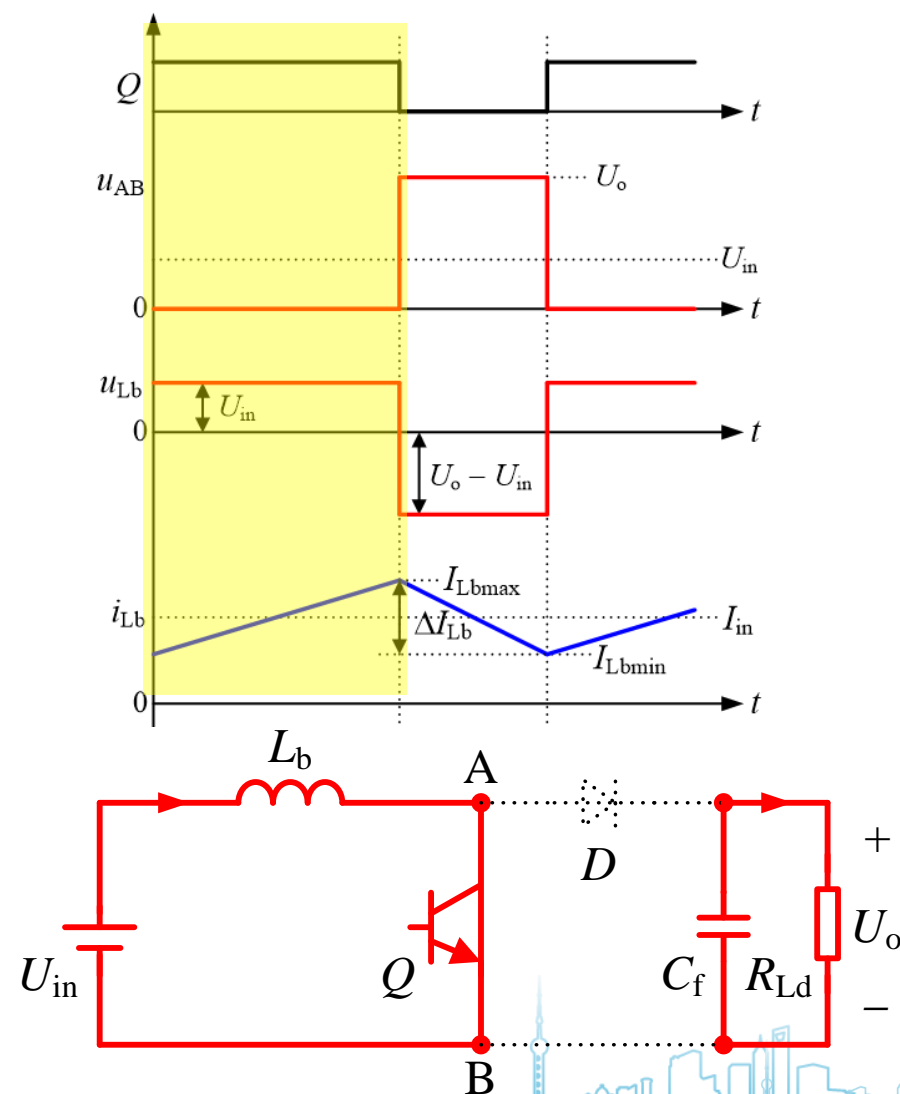 Q
t
u_AB
U_o
U_in
0
t
u_Lb
U_in
0
t
U_o – U_in
I_Lbmax
i_Lb
ΔI_Lb
I_in
I_Lbmin
0
t
L_b
A
D
+
U_in
Q
C_f
R_Ld
U_o
–
B